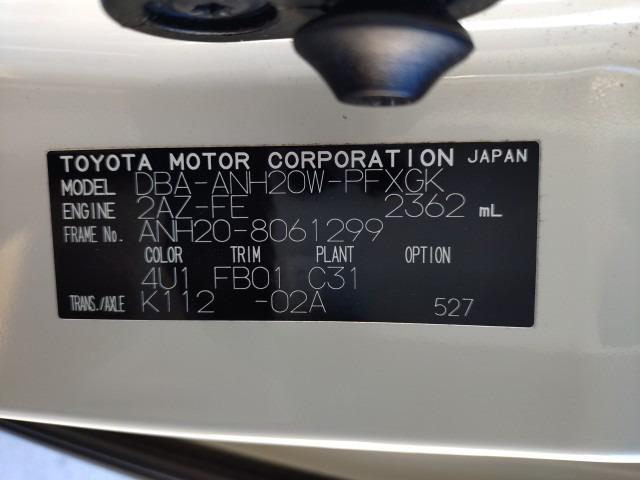 TOYOTA MOTOR CORPORATION JAPAN
MODEL DBA-ANH20W-PFXGK
ENGINE 2AZ-FE 2362 mL
FRAME No. ANH20-8061299
COLOR TRIM PLANT OPTION
4U1 FB01 C31
TRANS./AXLE K112 -02A 527